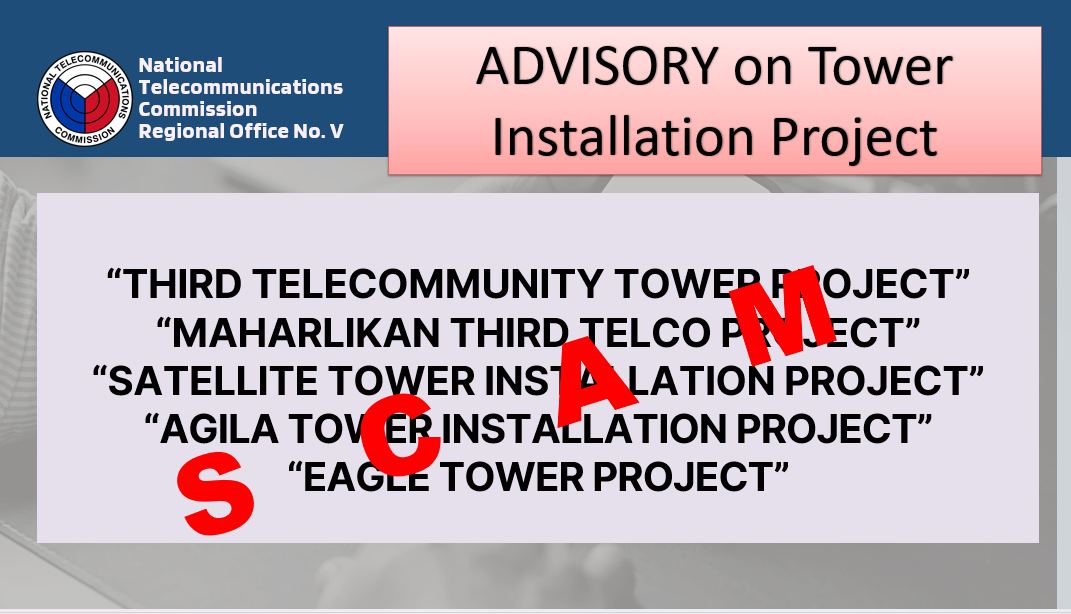 NATIONAL TELECOMMUNICATIONS COMMISSION
National
Telecommunications
Commission
Regional Office No. V
ADVISORY on Tower
Installation Project
“THIRD TELECOMMUNITY TOWER PROJECT”
“MAHARLIKAN THIRD TELCO PROJECT”
“SATELLITE TOWER INSTALLATION PROJECT”
“AGILA TOWER INSTALLATION PROJECT”
“EAGLE TOWER PROJECT”
SCAM